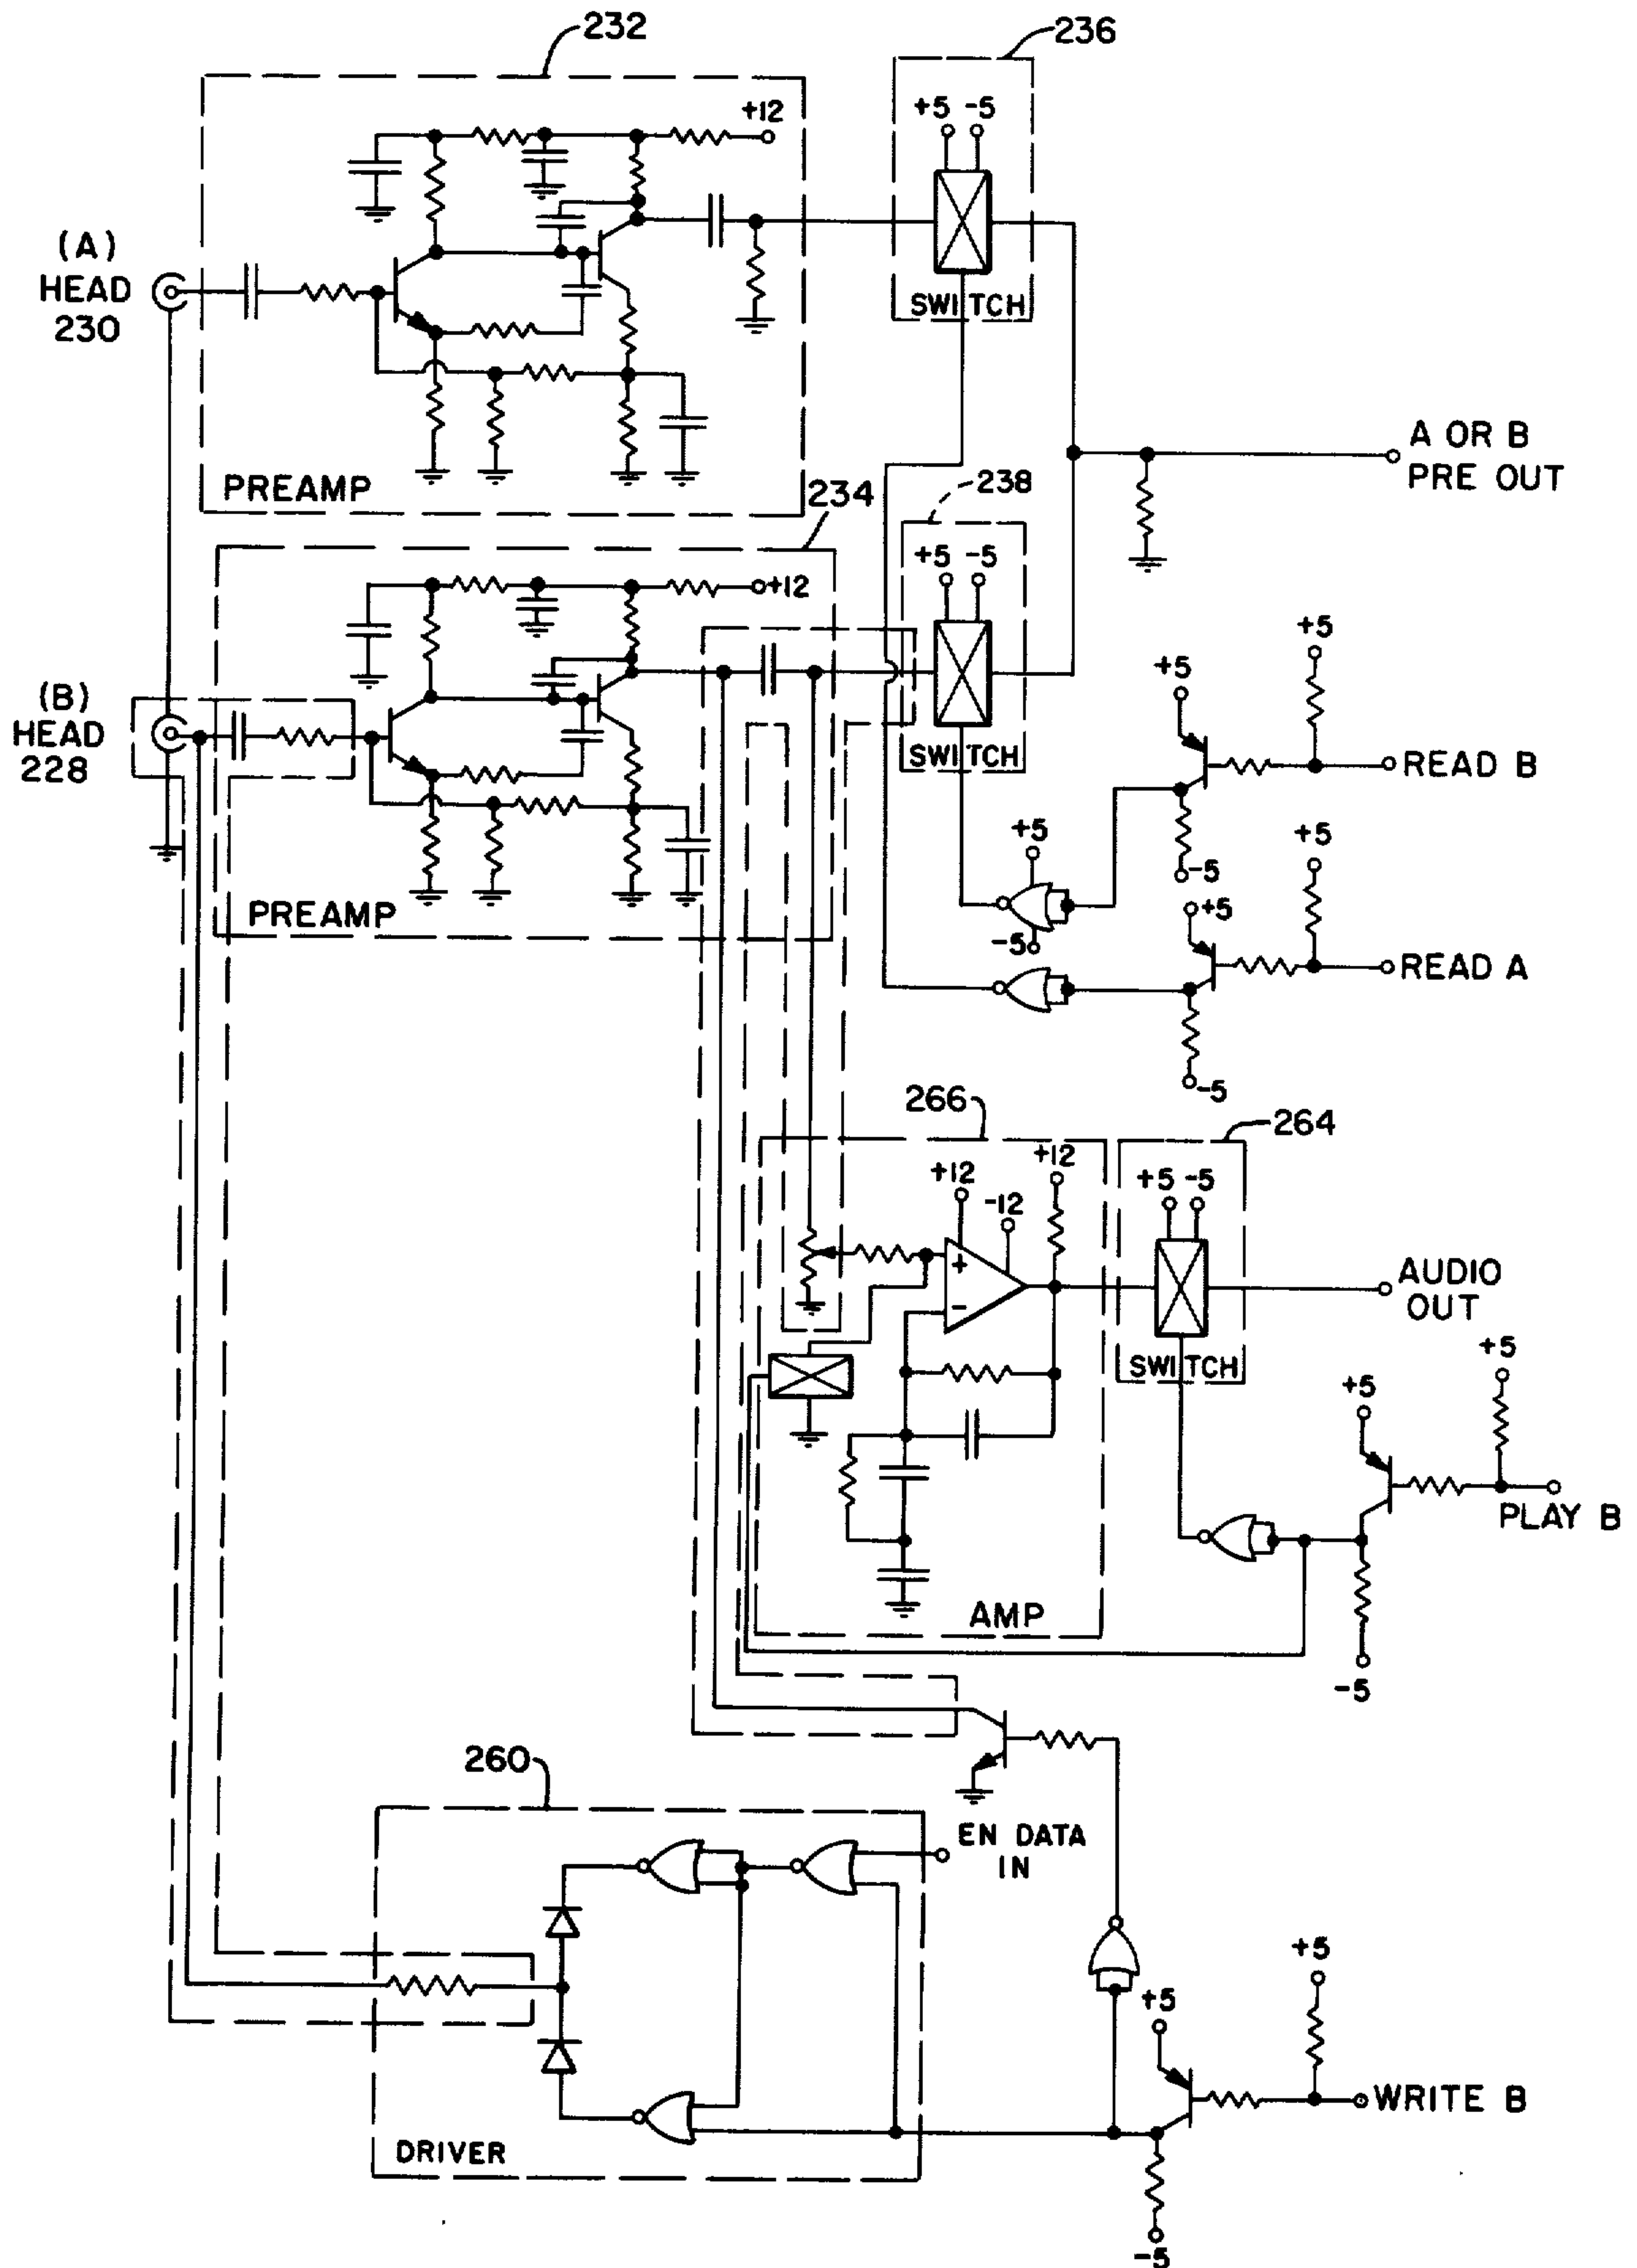 232
236
+12
+5 -5
(A)
HEAD
230
SWITCH
PREAMP
A OR B
PRE OUT
234
238
+5 -5
+12
+5
+5
(B)
HEAD
228
SWITCH
READ B
+5
-5
+5
+5
-5
PREAMP
READ A
-5
266
264
+12
+12
-12
+5 -5
+
-
AUDIO
OUT
SWITCH
+5
+5
PLAY B
AMP
-5
260
EN DATA
IN
+5
+5
WRITE B
DRIVER
-5